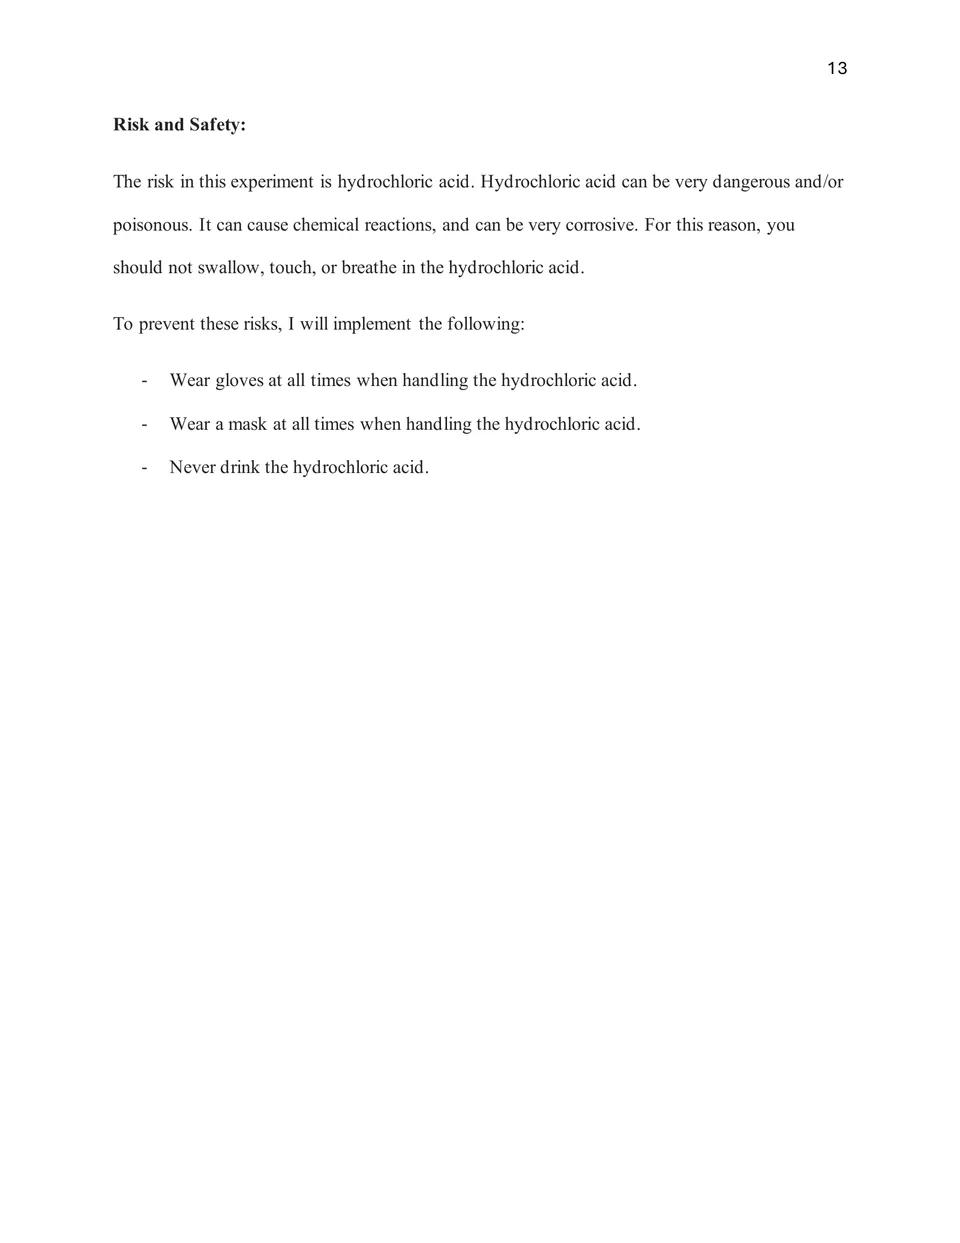 13
Risk and Safety:
The risk in this experiment is hydrochloric acid. Hydrochloric acid can be very dangerous and/or
poisonous. It can cause chemical reactions, and can be very corrosive. For this reason, you
should not swallow, touch, or breathe in the hydrochloric acid.
To prevent these risks, I will implement the following:
- Wear gloves at all times when handling the hydrochloric acid.
- Wear a mask at all times when handling the hydrochloric acid.
- Never drink the hydrochloric acid.